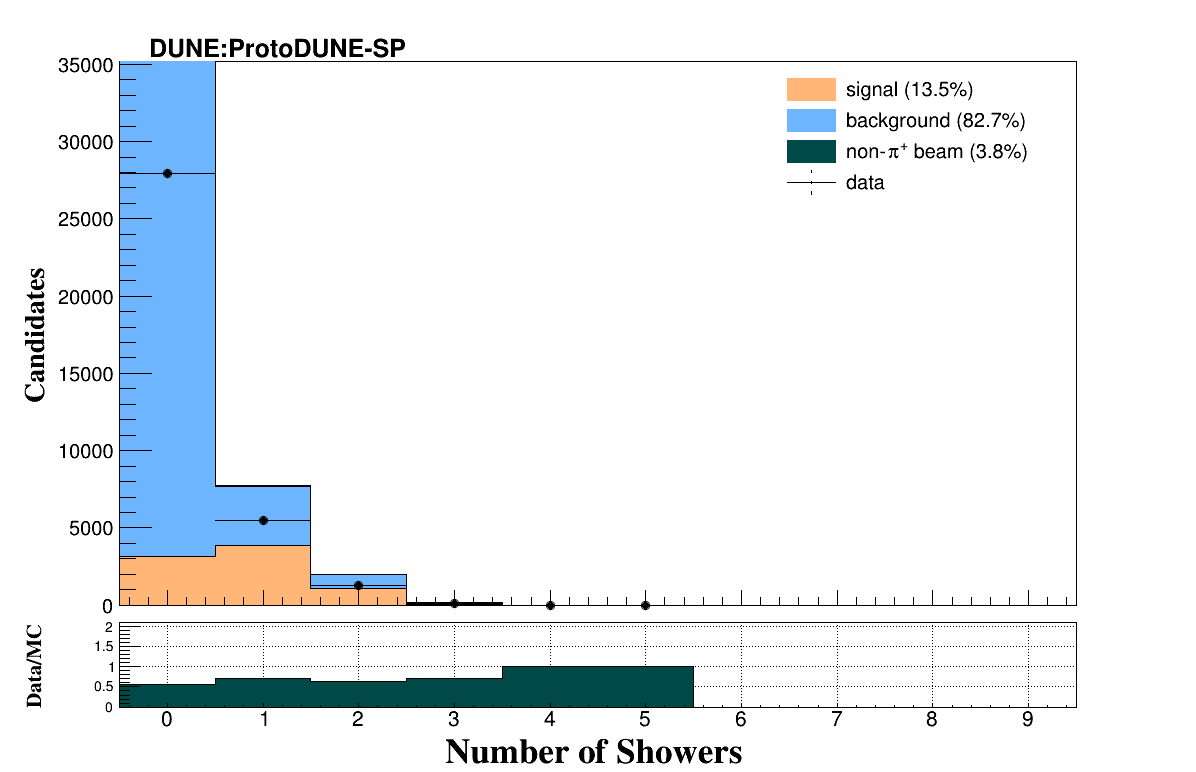 DUNE:ProtoDUNE-SP
35000
30000
25000
20000
15000
10000
5000
0
Candidates
signal (13.5%)
background (82.7%)
non-π⁺ beam (3.8%)
data
2
1.5
1
0.5
0
Data/MC
0 1 2 3 4 5 6 7 8 9
Number of Showers